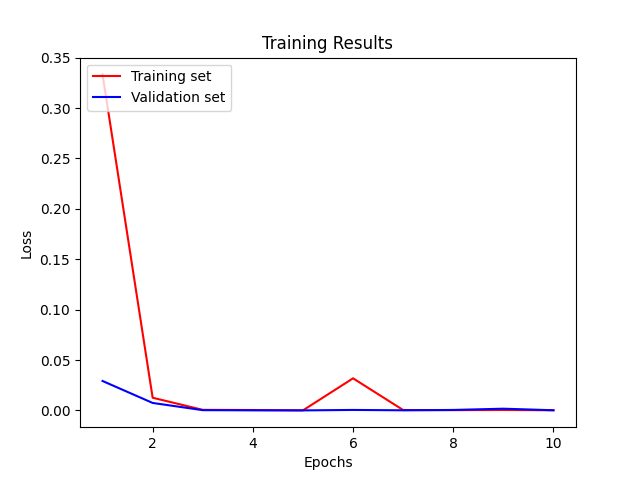 Training Results
0.35
0.30
0.25
0.20
0.15
0.10
0.05
0.00
Loss
Training set
Validation set
2
4
6
8
10
Epochs